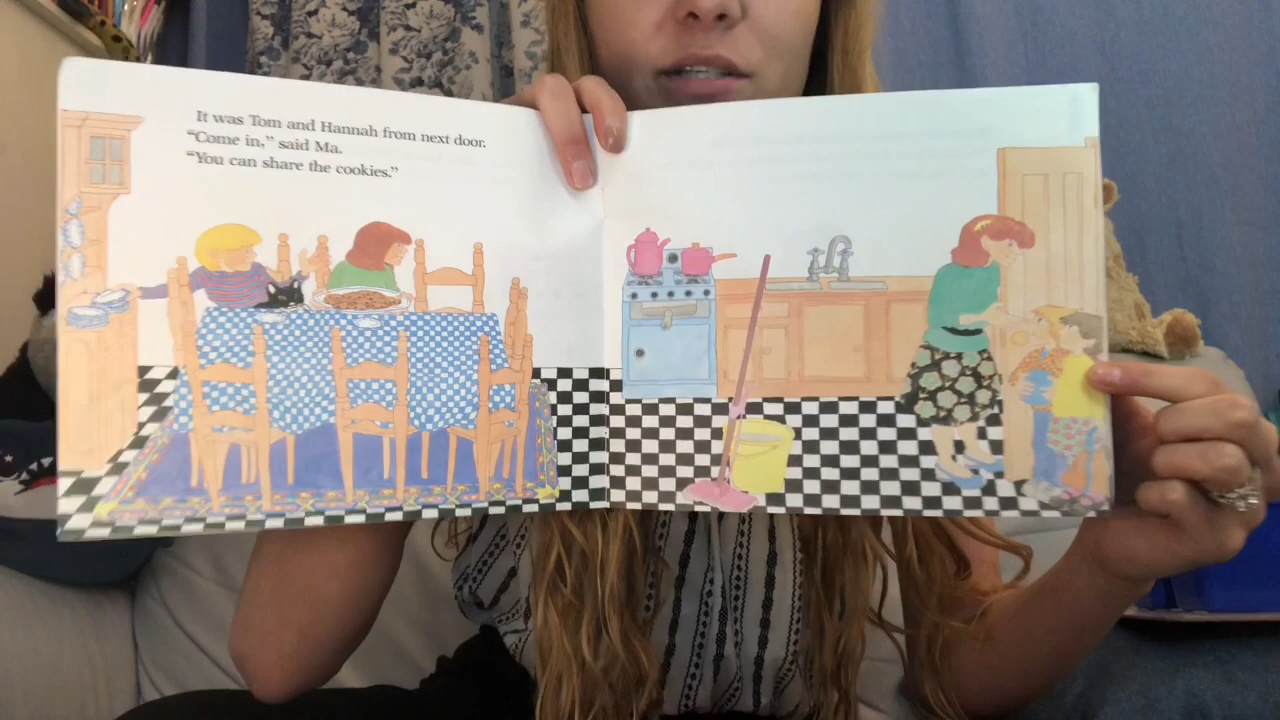 It was Tom and Hannah from next door.
“Come in,” said Ma.
“You can share the cookies.”